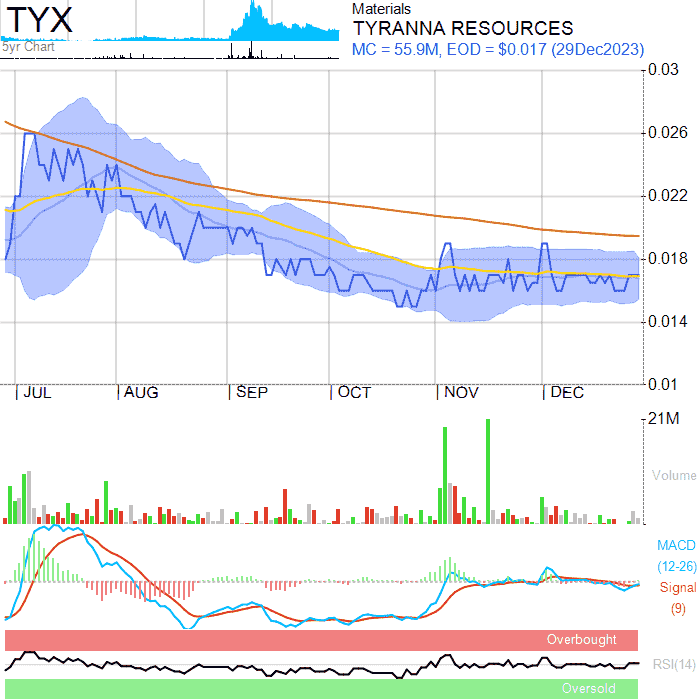 TYX
5yr Chart
Materials
TYRANNA RESOURCES
MC = 55.9M, EOD = $0.017 (29Dec2023)
0.03
0.026
0.022
0.018
0.014
0.01
JUL AUG SEP OCT NOV DEC
21M
Volume
MACD
(12-26)
Signal
(9)
Overbought
RSI(14)
Oversold